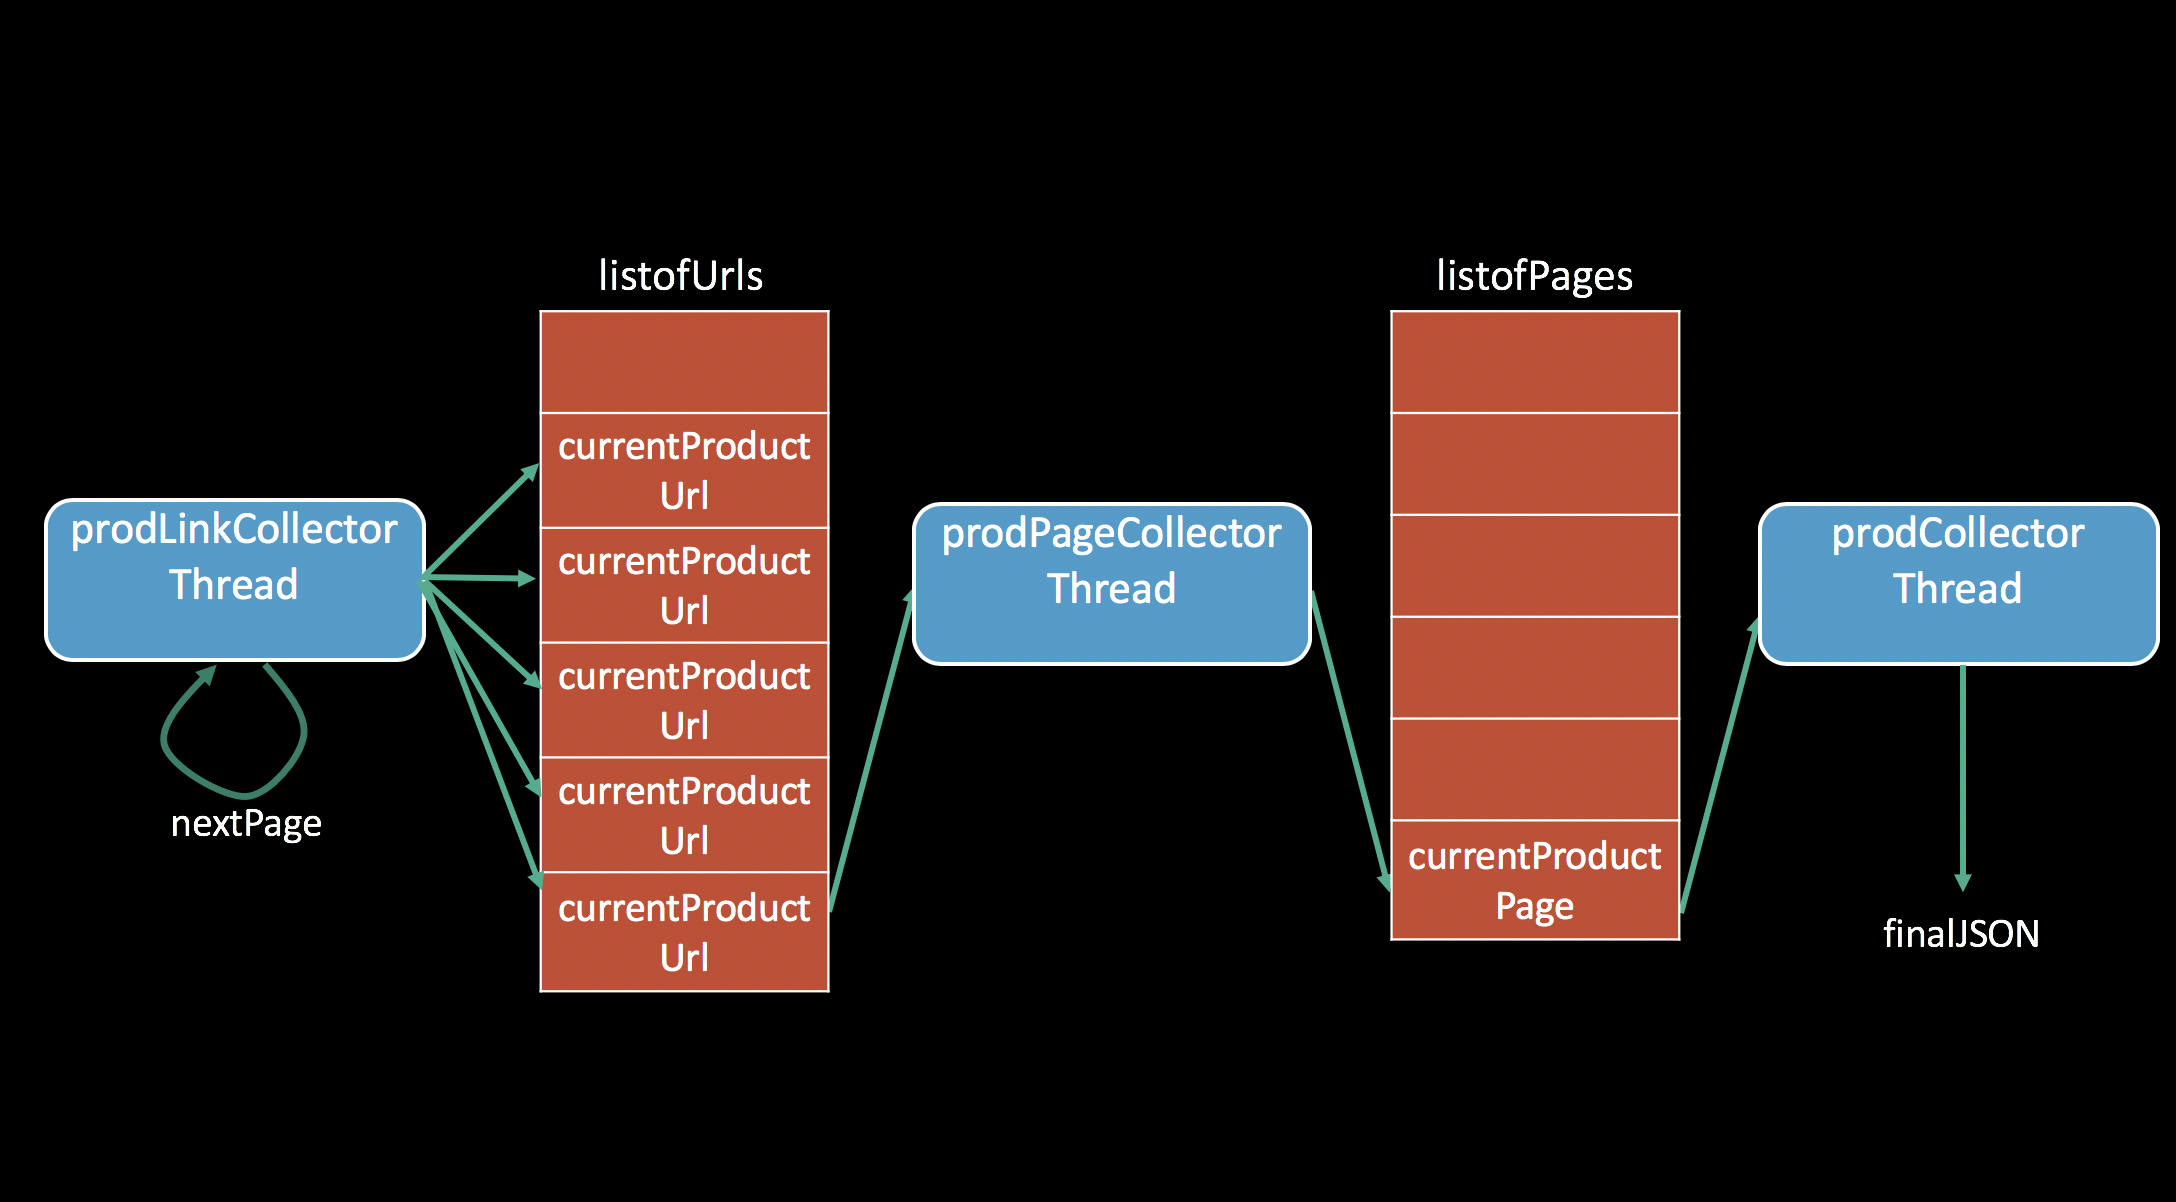 listofUrls
listofPages
prodLinkCollector
Thread
nextPage
currentProduct
Url
currentProduct
Url
currentProduct
Url
currentProduct
Url
currentProduct
Url
prodPageCollector
Thread
currentProduct
Page
prodCollector
Thread
finalJSON